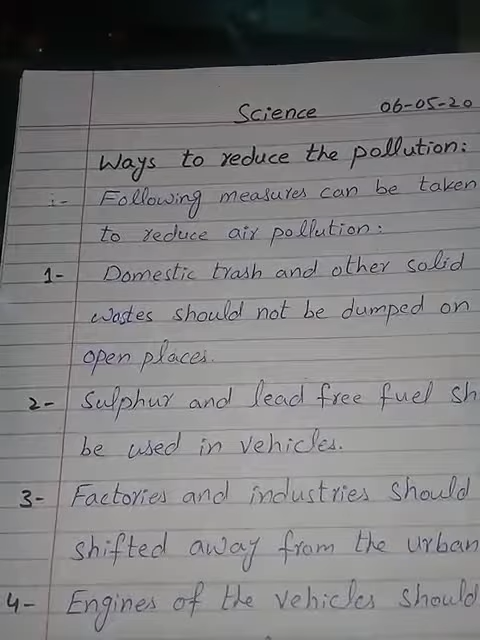 Science 06-05-20
Ways to reduce the pollution:
i- Following measures can be taken
to reduce air pollution:
1- Domestic trash and other solid
wastes should not be dumped on
open places.
2- Sulphur and lead free fuel sh
be used in vehicles.
3- Factories and industries should
shifted away from the urban
4- Engines of the vehicles should